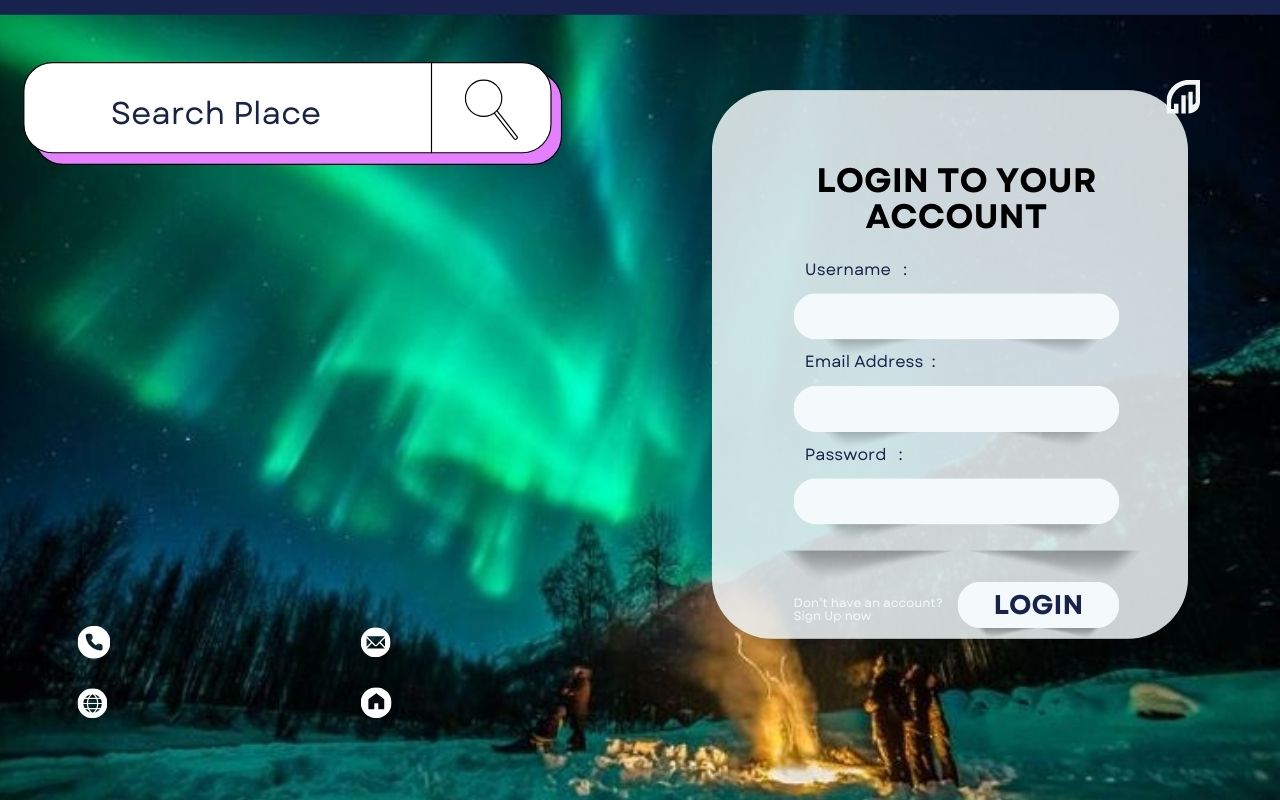 Search Place
LOGIN TO YOUR
ACCOUNT
Username :
Email Address :
Password :
Don't have an account?
Sign Up now
LOGIN